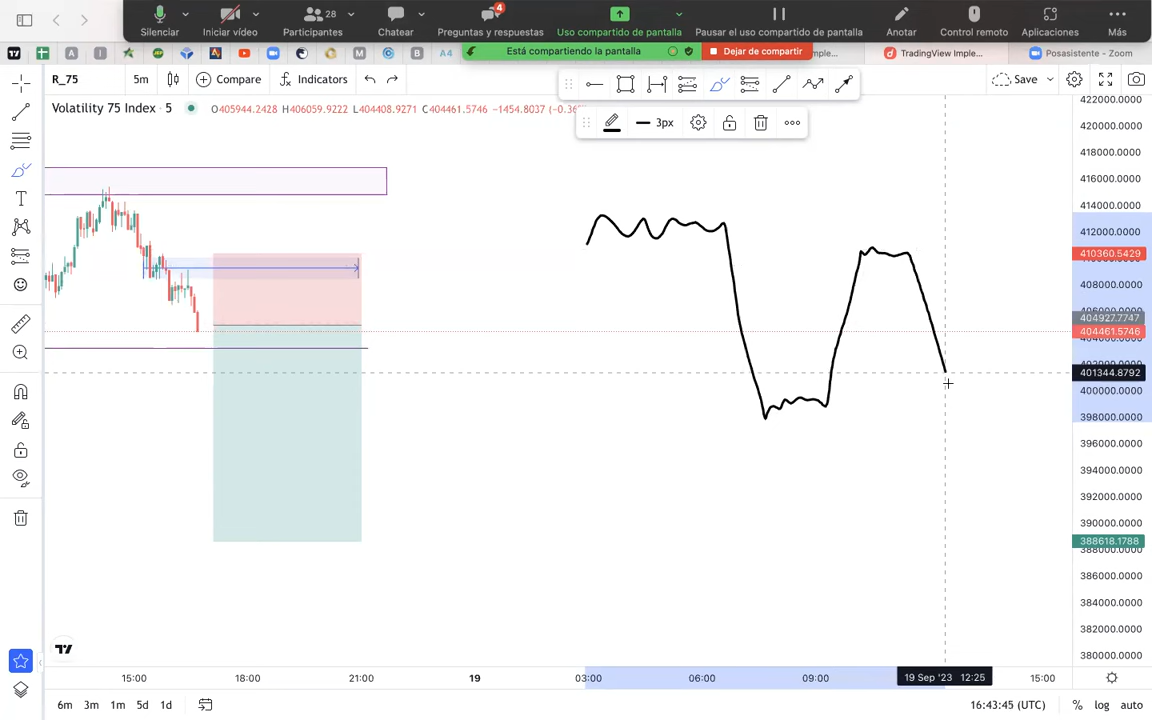 Silenciar
Iniciar vídeo
28
Participantes
Chatear
4
Preguntas y respuestas
Uso compartido de pantalla
Pausar el uso compartido de pantalla
Anotar
Control remoto
Aplicaciones
Más
A4
Está compartiendo la pantalla
Dejar de compartir
TradingView Imple...
Posasistente - Zoom
R_75
5m
Compare
Indicators
Save
Volatility 75 Index · 5
O405944.2428 H406059.9222 L404408.9271 C404461.5746 −1454.8037
3px
422000.0000
420000.0000
418000.0000
416000.0000
414000.0000
412000.0000
410360.5429
408000.0000
404927.7747
404461.5746
401344.8792
400000.0000
398000.0000
396000.0000
394000.0000
392000.0000
390000.0000
388618.1788
388000.0000
386000.0000
384000.0000
382000.0000
380000.0000
15:00
18:00
21:00
19
03:00
06:00
09:00
19 Sep '23 12:25
15:00
6m
3m
1m
5d
1d
16:43:45 (UTC)
%
log
auto